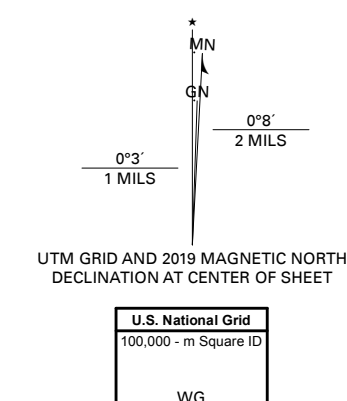 ★
MN
GN
0°8´
2 MILS
0°3´
1 MILS
UTM GRID AND 2019 MAGNETIC NORTH
DECLINATION AT CENTER OF SHEET
U.S. National Grid
100,000 - m Square ID
WG